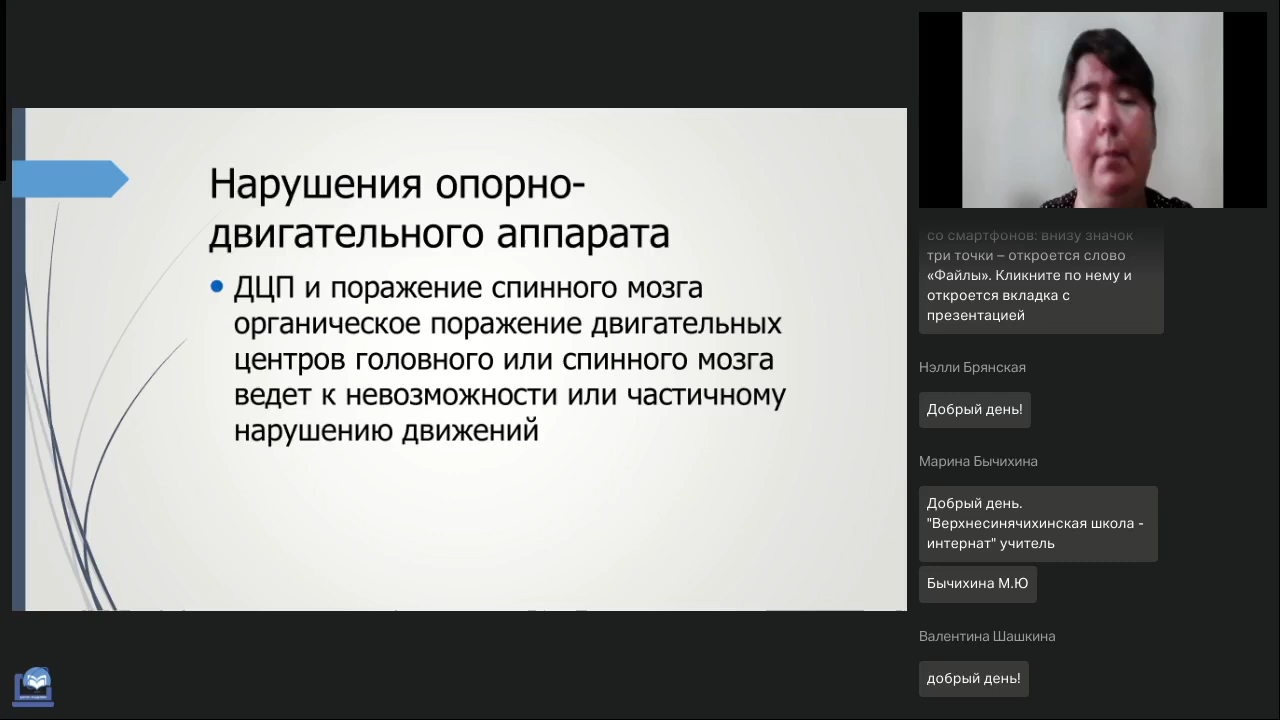 Нарушения опорно-
двигательного аппарата
ДЦП и поражение спинного мозга
органическое поражение двигательных
центров головного или спинного мозга
ведет к невозможности или частичному
нарушению движений
со смартфонов: внизу значок
три точки – откроется слово
«Файлы». Кликните по нему и
откроется вкладка с
презентацией
Нэлли Брянская
Добрый день!
Марина Бычихина
Добрый день.
"Верхнесинячихинская школа -
интернат" учитель
Бычихина М.Ю
Валентина Шашкина
добрый день!